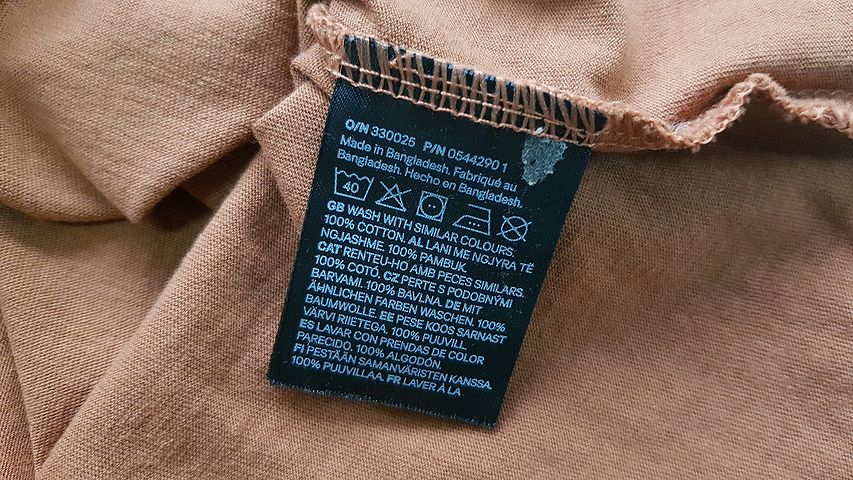 O/N 330025 P/N 0544290 1
Made in Bangladesh. Fabriqué au
Bangladesh. Hecho en Bangladesh.
40
GB WASH WITH SIMILAR COLOURS.
100% COTTON. AL LANI ME NGJYRA TË
NGJASHME. 100% PAMBUK.
CAT RENTEU-HO AMB PECES SIMILARS.
100% COTÓ. CZ PERTE S PODOBNÝMI
BARVAMI. 100% BAVLNA. DE MIT
ÄHNLICHEN FARBEN WASCHEN. 100%
BAUMWOLLE. EE PESE KOOS SARNAST
VÄRVI RIIETEGA. 100% PUUVILL.
ES LAVAR CON PRENDAS DE COLOR
PARECIDO. 100% ALGODÓN.
FI PESTÄÄN SAMANVÄRISTEN KANSSA.
100% PUUVILLAA. FR LAVER À LA